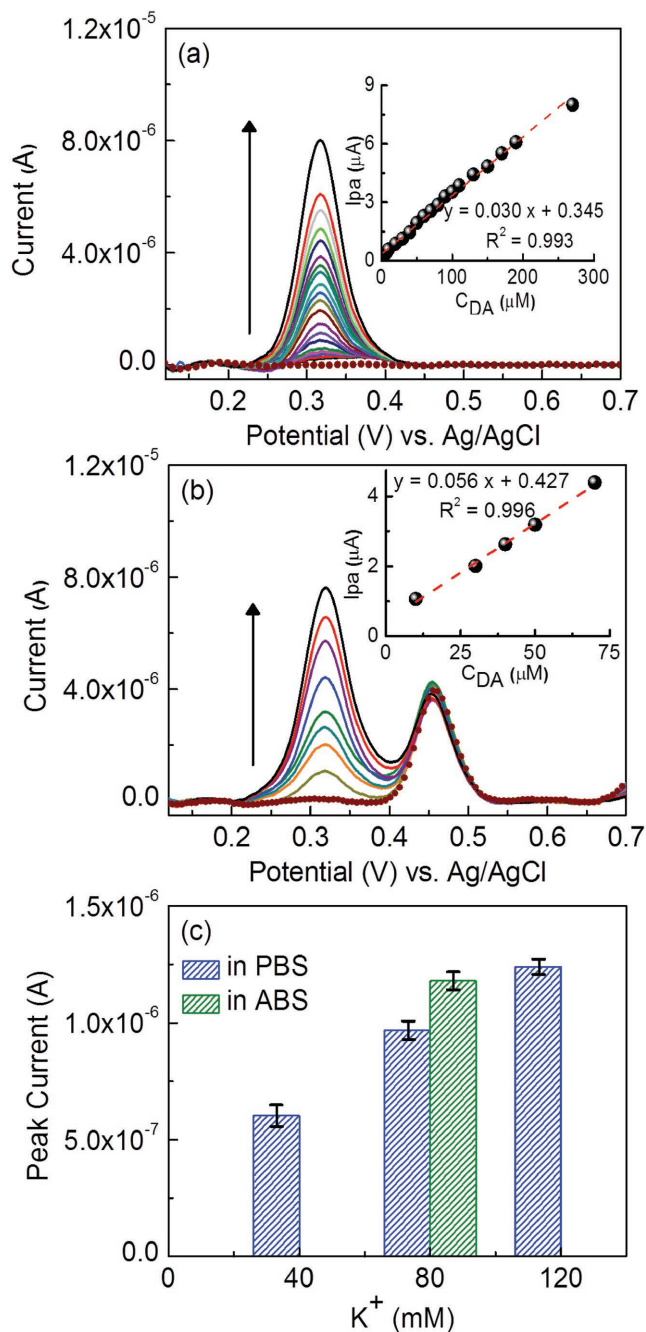 (a)
1.2x10⁻⁵
8.0x10⁻⁶
4.0x10⁻⁶
0.0
Current (A)
0.2 0.3 0.4 0.5 0.6 0.7
Potential (V) vs. Ag/AgCl
9
6
3
0
Ipa (μA)
y = 0.030 x + 0.345
R² = 0.993
0 100 200 300
C_DA (μM)
(b)
1.2x10⁻⁵
8.0x10⁻⁶
4.0x10⁻⁶
0.0
Current (A)
0.2 0.3 0.4 0.5 0.6 0.7
Potential (V) vs. Ag/AgCl
y = 0.056 x + 0.427
R² = 0.996
4
2
0
Ipa (μA)
0 25 50 75
C_DA (μM)
(c)
in PBS
in ABS
1.5x10⁻⁶
1.0x10⁻⁶
5.0x10⁻⁷
0.0
Peak Current (A)
0 40 80 120
K⁺ (mM)